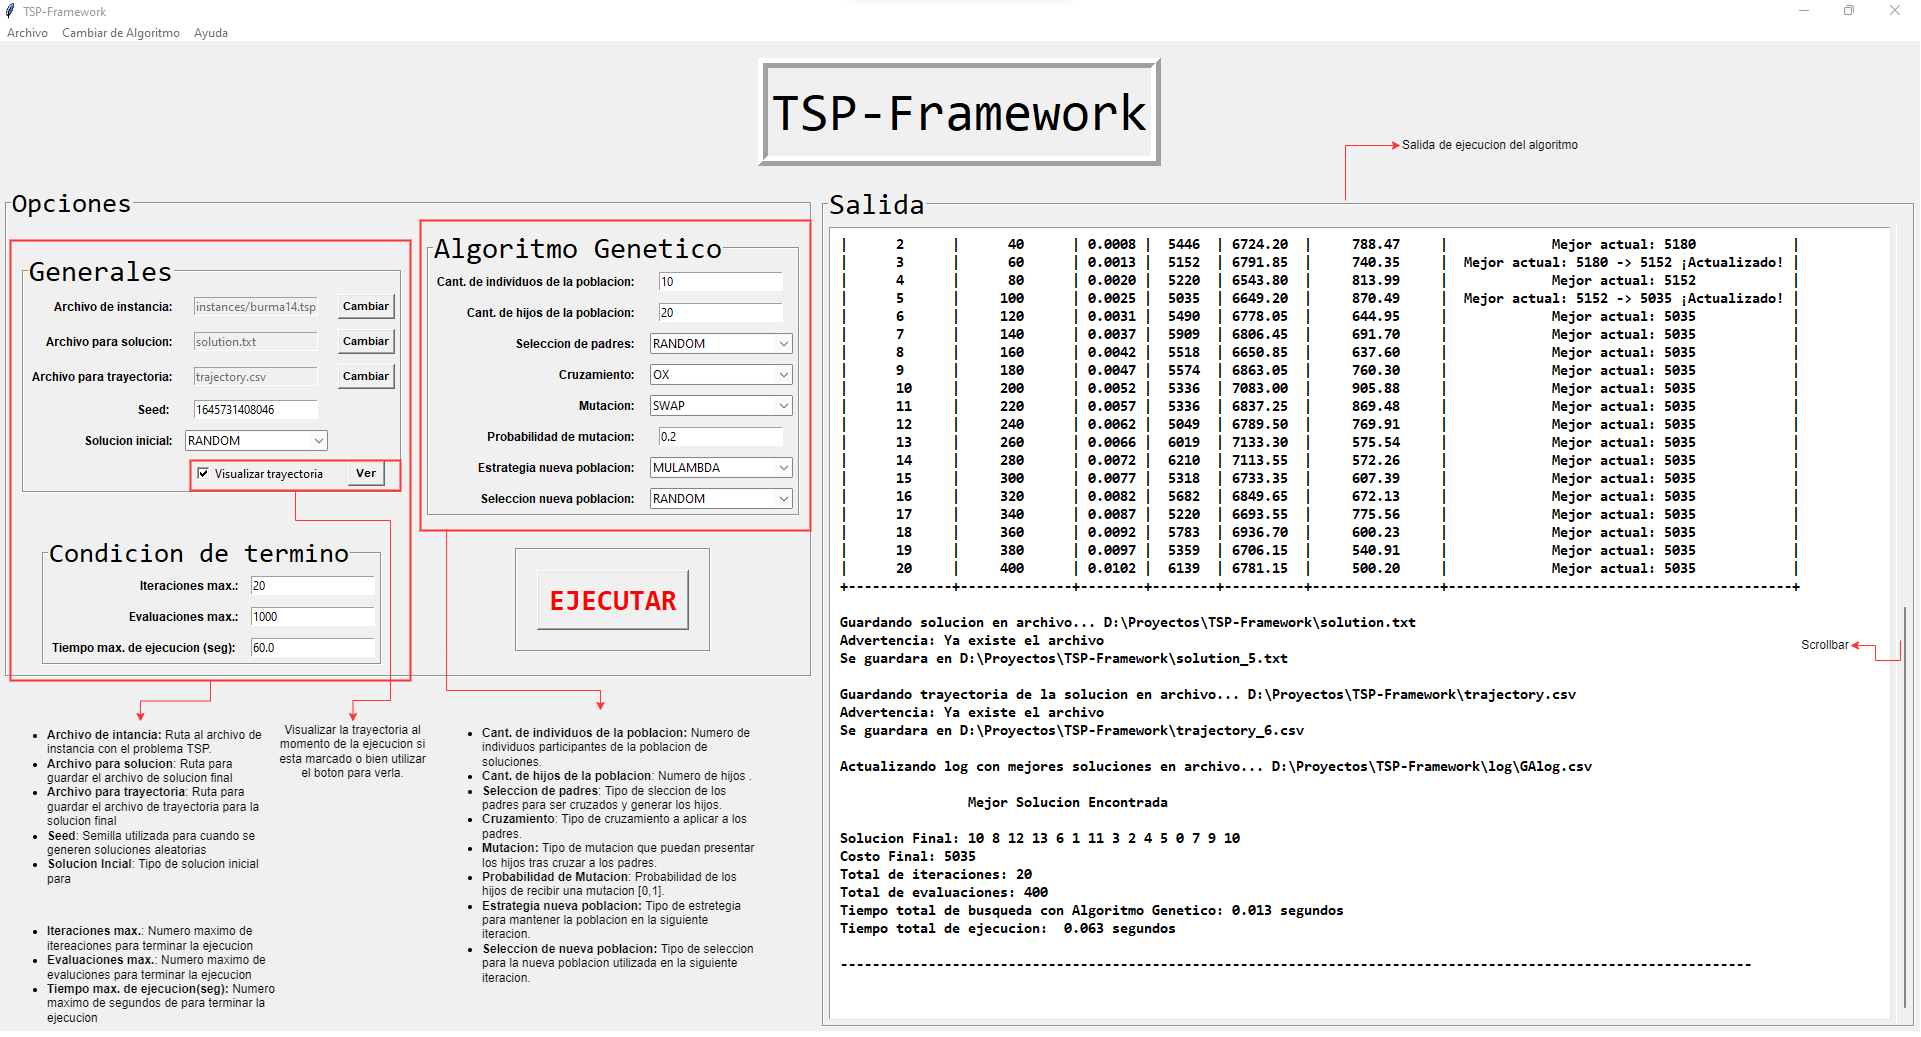 TSP-Framework
Archivo Cambiar de Algoritmo Ayuda
TSP-Framework
Salida de ejecucion del algoritmo
Opciones
Generales
Archivo de instancia: instances/burma14.tsp Cambiar
Archivo para solucion: solution.txt Cambiar
Archivo para trayectoria: trajectory.csv Cambiar
Seed: 1645731408046
Solucion inicial: RANDOM
Visualizar trayectoria Ver
Condicion de termino
Iteraciones max.: 20
Evaluaciones max.: 1000
Tiempo max. de ejecucion (seg): 60.0
Algoritmo Genetico
Cant. de individuos de la poblacion: 10
Cant. de hijos de la poblacion: 20
Seleccion de padres: RANDOM
Cruzamiento: OX
Mutacion: SWAP
Probabilidad de mutacion: 0.2
Estrategia nueva poblacion: MULAMBDA
Seleccion nueva poblacion: RANDOM
EJECUTAR
Archivo de intancia: Ruta al archivo de
instancia con el problema TSP.
Archivo para solucion: Ruta para
guardar el archivo de solucion final
Archivo para trayectoria: Ruta para
guardar el archivo de trayectoria para la
solucion final
Seed: Semilla utilizada para cuando se
generen soluciones aleatorias
Solucion Incial: Tipo de solucion inicial
para
Iteraciones max.: Numero maximo de
itereaciones para terminar la ejecucion
Evaluaciones max.: Numero maximo de
evaluciones para terminar la ejecucion
Tiempo max. de ejecucion(seg): Numero
maximo de segundos de para terminar la
ejecucion
Visualizar la trayectoria al
momento de la ejecucion si
esta marcado o bien utilizar
el boton para verla.
Cant. de individuos de la poblacion: Numero de
individuos participantes de la poblacion de
soluciones.
Cant. de hijos de la poblacion: Numero de hijos .
Seleccion de padres: Tipo de sleccion de los
padres para ser cruzados y generar los hijos.
Cruzamiento: Tipo de cruzamiento a aplicar a los
padres.
Mutacion: Tipo de mutacion que puedan presentar
los hijos tras cruzar a los padres.
Probabilidad de Mutacion: Probabilidad de los
hijos de recibir una mutacion [0,1].
Estrategia nueva poblacion: Tipo de estretegia
para mantener la poblacion en la siguiente
iteracion.
Seleccion de nueva poblacion: Tipo de seleccion
para la nueva poblacion utilizada en la siguiente
iteracion.
Salida
| 2 | 40 | 0.0008 | 5446 | 6724.20 | 788.47 | Mejor actual: 5180 |
| 3 | 60 | 0.0013 | 5152 | 6791.85 | 740.35 | Mejor actual: 5180 -> 5152 ¡Actualizado! |
| 4 | 80 | 0.0020 | 5220 | 6543.80 | 813.99 | Mejor actual: 5152 |
| 5 | 100 | 0.0025 | 5035 | 6649.20 | 870.49 | Mejor actual: 5152 -> 5035 ¡Actualizado! |
| 6 | 120 | 0.0031 | 5490 | 6778.05 | 644.95 | Mejor actual: 5035 |
| 7 | 140 | 0.0037 | 5909 | 6806.45 | 691.70 | Mejor actual: 5035 |
| 8 | 160 | 0.0042 | 5518 | 6650.85 | 637.60 | Mejor actual: 5035 |
| 9 | 180 | 0.0047 | 5574 | 6863.05 | 760.30 | Mejor actual: 5035 |
| 10 | 200 | 0.0052 | 5336 | 7083.00 | 905.88 | Mejor actual: 5035 |
| 11 | 220 | 0.0057 | 5336 | 6837.25 | 869.48 | Mejor actual: 5035 |
| 12 | 240 | 0.0062 | 5049 | 6789.50 | 769.91 | Mejor actual: 5035 |
| 13 | 260 | 0.0066 | 6019 | 7133.30 | 575.54 | Mejor actual: 5035 |
| 14 | 280 | 0.0072 | 6210 | 7113.55 | 572.26 | Mejor actual: 5035 |
| 15 | 300 | 0.0077 | 5318 | 6733.35 | 607.39 | Mejor actual: 5035 |
| 16 | 320 | 0.0082 | 5682 | 6849.65 | 672.13 | Mejor actual: 5035 |
| 17 | 340 | 0.0087 | 5220 | 6693.55 | 775.56 | Mejor actual: 5035 |
| 18 | 360 | 0.0092 | 5783 | 6936.70 | 600.23 | Mejor actual: 5035 |
| 19 | 380 | 0.0097 | 5359 | 6706.15 | 540.91 | Mejor actual: 5035 |
| 20 | 400 | 0.0102 | 6139 | 6781.15 | 500.20 | Mejor actual: 5035 |
Guardando solucion en archivo... D:\Proyectos\TSP-Framework\solution.txt
Advertencia: Ya existe el archivo
Se guardara en D:\Proyectos\TSP-Framework\solution_5.txt
Guardando trayectoria de la solucion en archivo... D:\Proyectos\TSP-Framework\trajectory.csv
Advertencia: Ya existe el archivo
Se guardara en D:\Proyectos\TSP-Framework\trajectory_6.csv
Actualizando log con mejores soluciones en archivo... D:\Proyectos\TSP-Framework\log\GAlog.csv
Mejor Solucion Encontrada
Solucion Final: 10 8 12 13 6 1 11 3 2 4 5 0 7 9 10
Costo Final: 5035
Total de iteraciones: 20
Total de evaluaciones: 400
Tiempo total de busqueda con Algoritmo Genetico: 0.013 segundos
Tiempo total de ejecucion: 0.063 segundos
Scrollbar